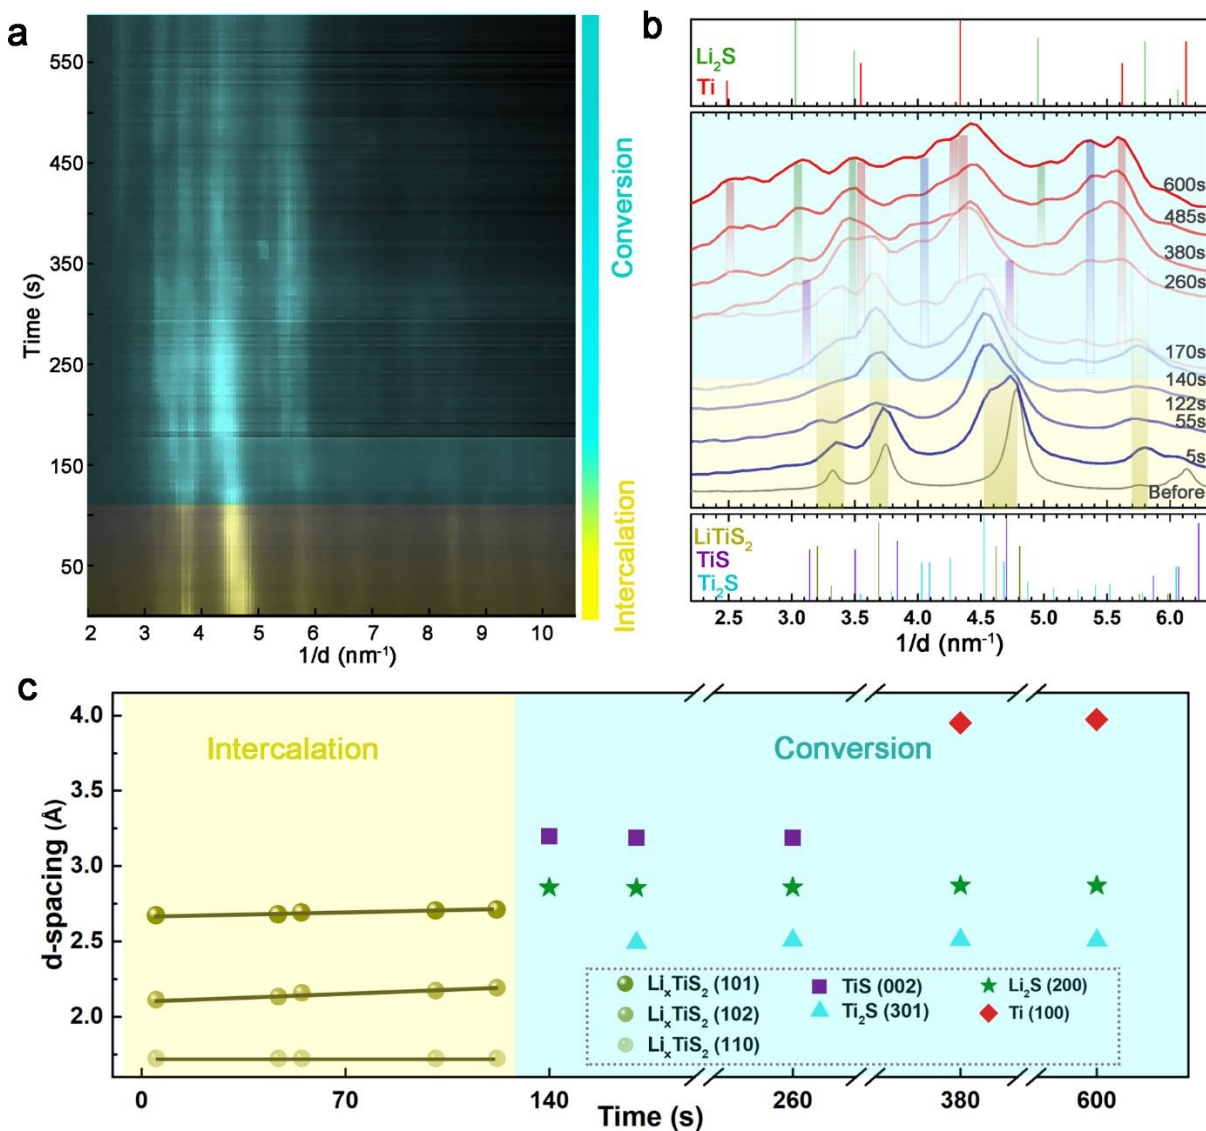 a
550
450
350
250
150
50
Time (s)
2 3 4 5 6 7 8 9 10
1/d (nm⁻¹)
Conversion
Intercalation
b
Li₂S
Ti
600s
485s
380s
260s
170s
140s
122s
55s
5s
Before
LiTiS₂
TiS
Ti₂S
2.5 3.0 3.5 4.0 4.5 5.0 5.5 6.0
1/d (nm⁻¹)
c
Intercalation
Conversion
4.0
3.5
3.0
2.5
2.0
d-spacing (Å)
LiₓTiS₂ (101)
LiₓTiS₂ (102)
LiₓTiS₂ (110)
TiS (002)
Ti₂S (301)
Li₂S (200)
Ti (100)
0 70 140 260 380 600
Time (s)